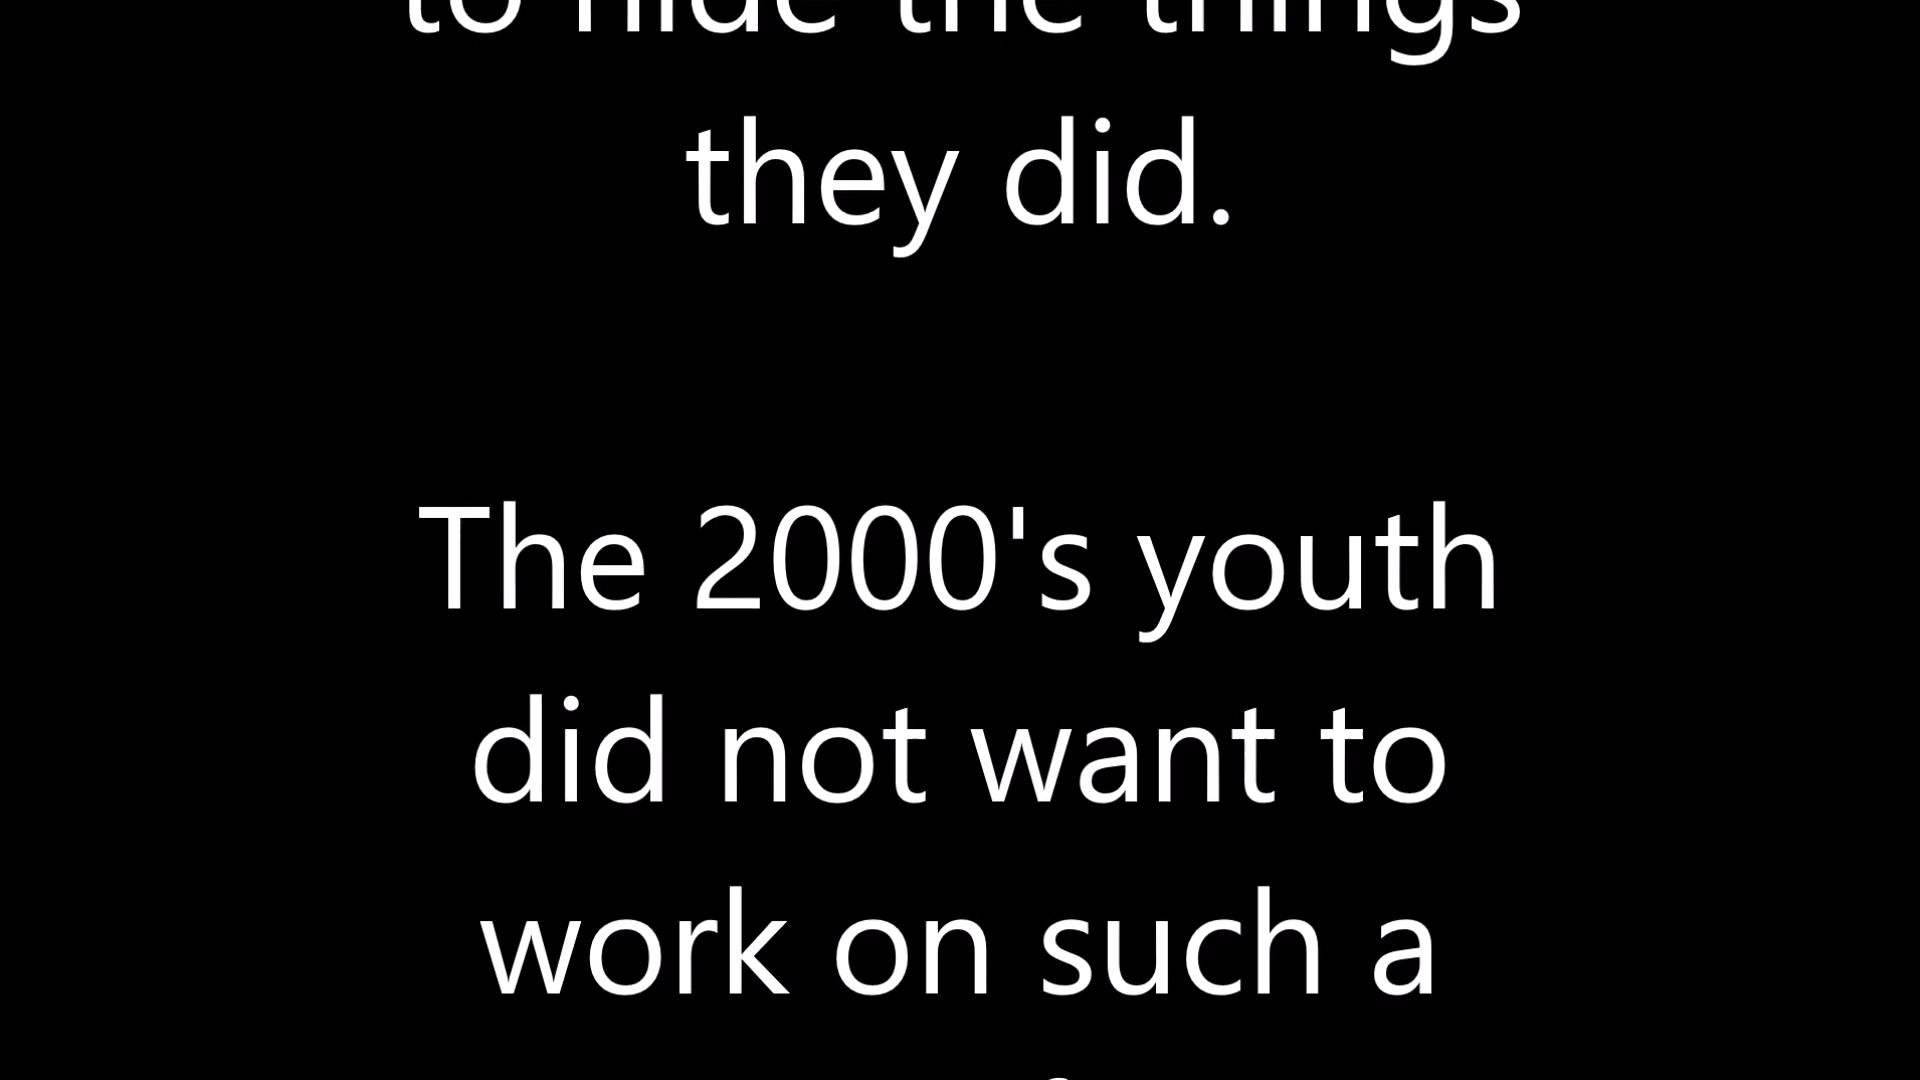 to hide the things
they did.
The 2000's youth
did not want to
work on such a